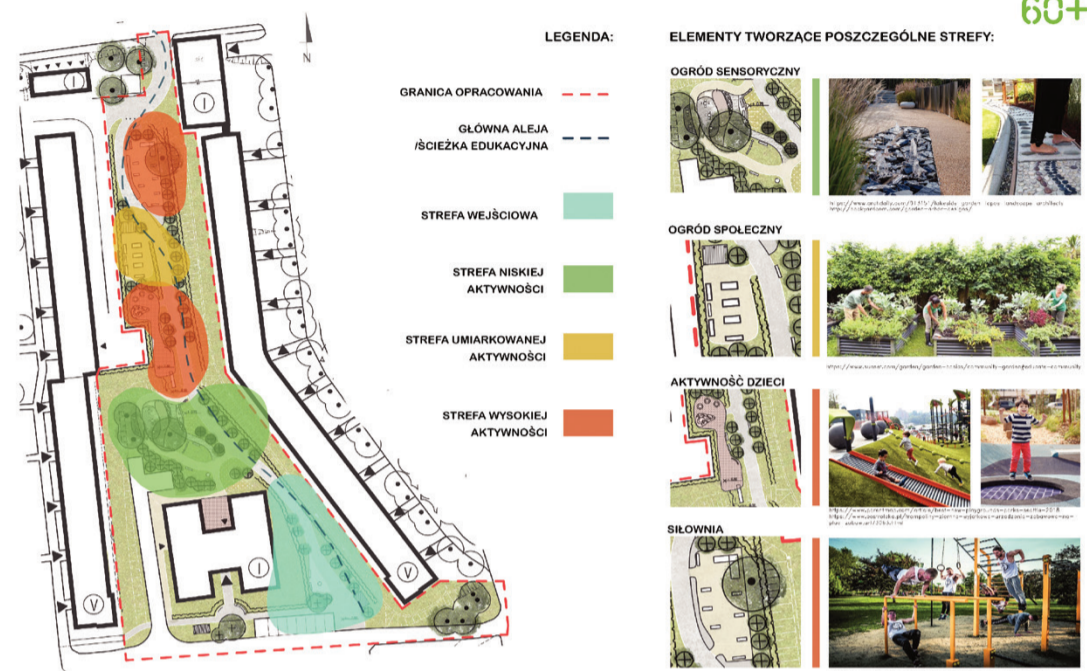 60+
N
LEGENDA:
GRANICA OPRACOWANIA
GŁÓWNA ALEJA
/ŚCIEŻKA EDUKACYJNA
STREFA WEJŚCIOWA
STREFA NISKIEJ
AKTYWNOŚCI
STREFA UMIARKOWANEJ
AKTYWNOŚCI
STREFA WYSOKIEJ
AKTYWNOŚCI
I
I
I
V
V
ELEMENTY TWORZĄCE POSZCZEGÓLNE STREFY:
OGRÓD SENSORYCZNY
OGRÓD SPOŁECZNY
AKTYWNOŚĆ DZIECI
SIŁOWNIA